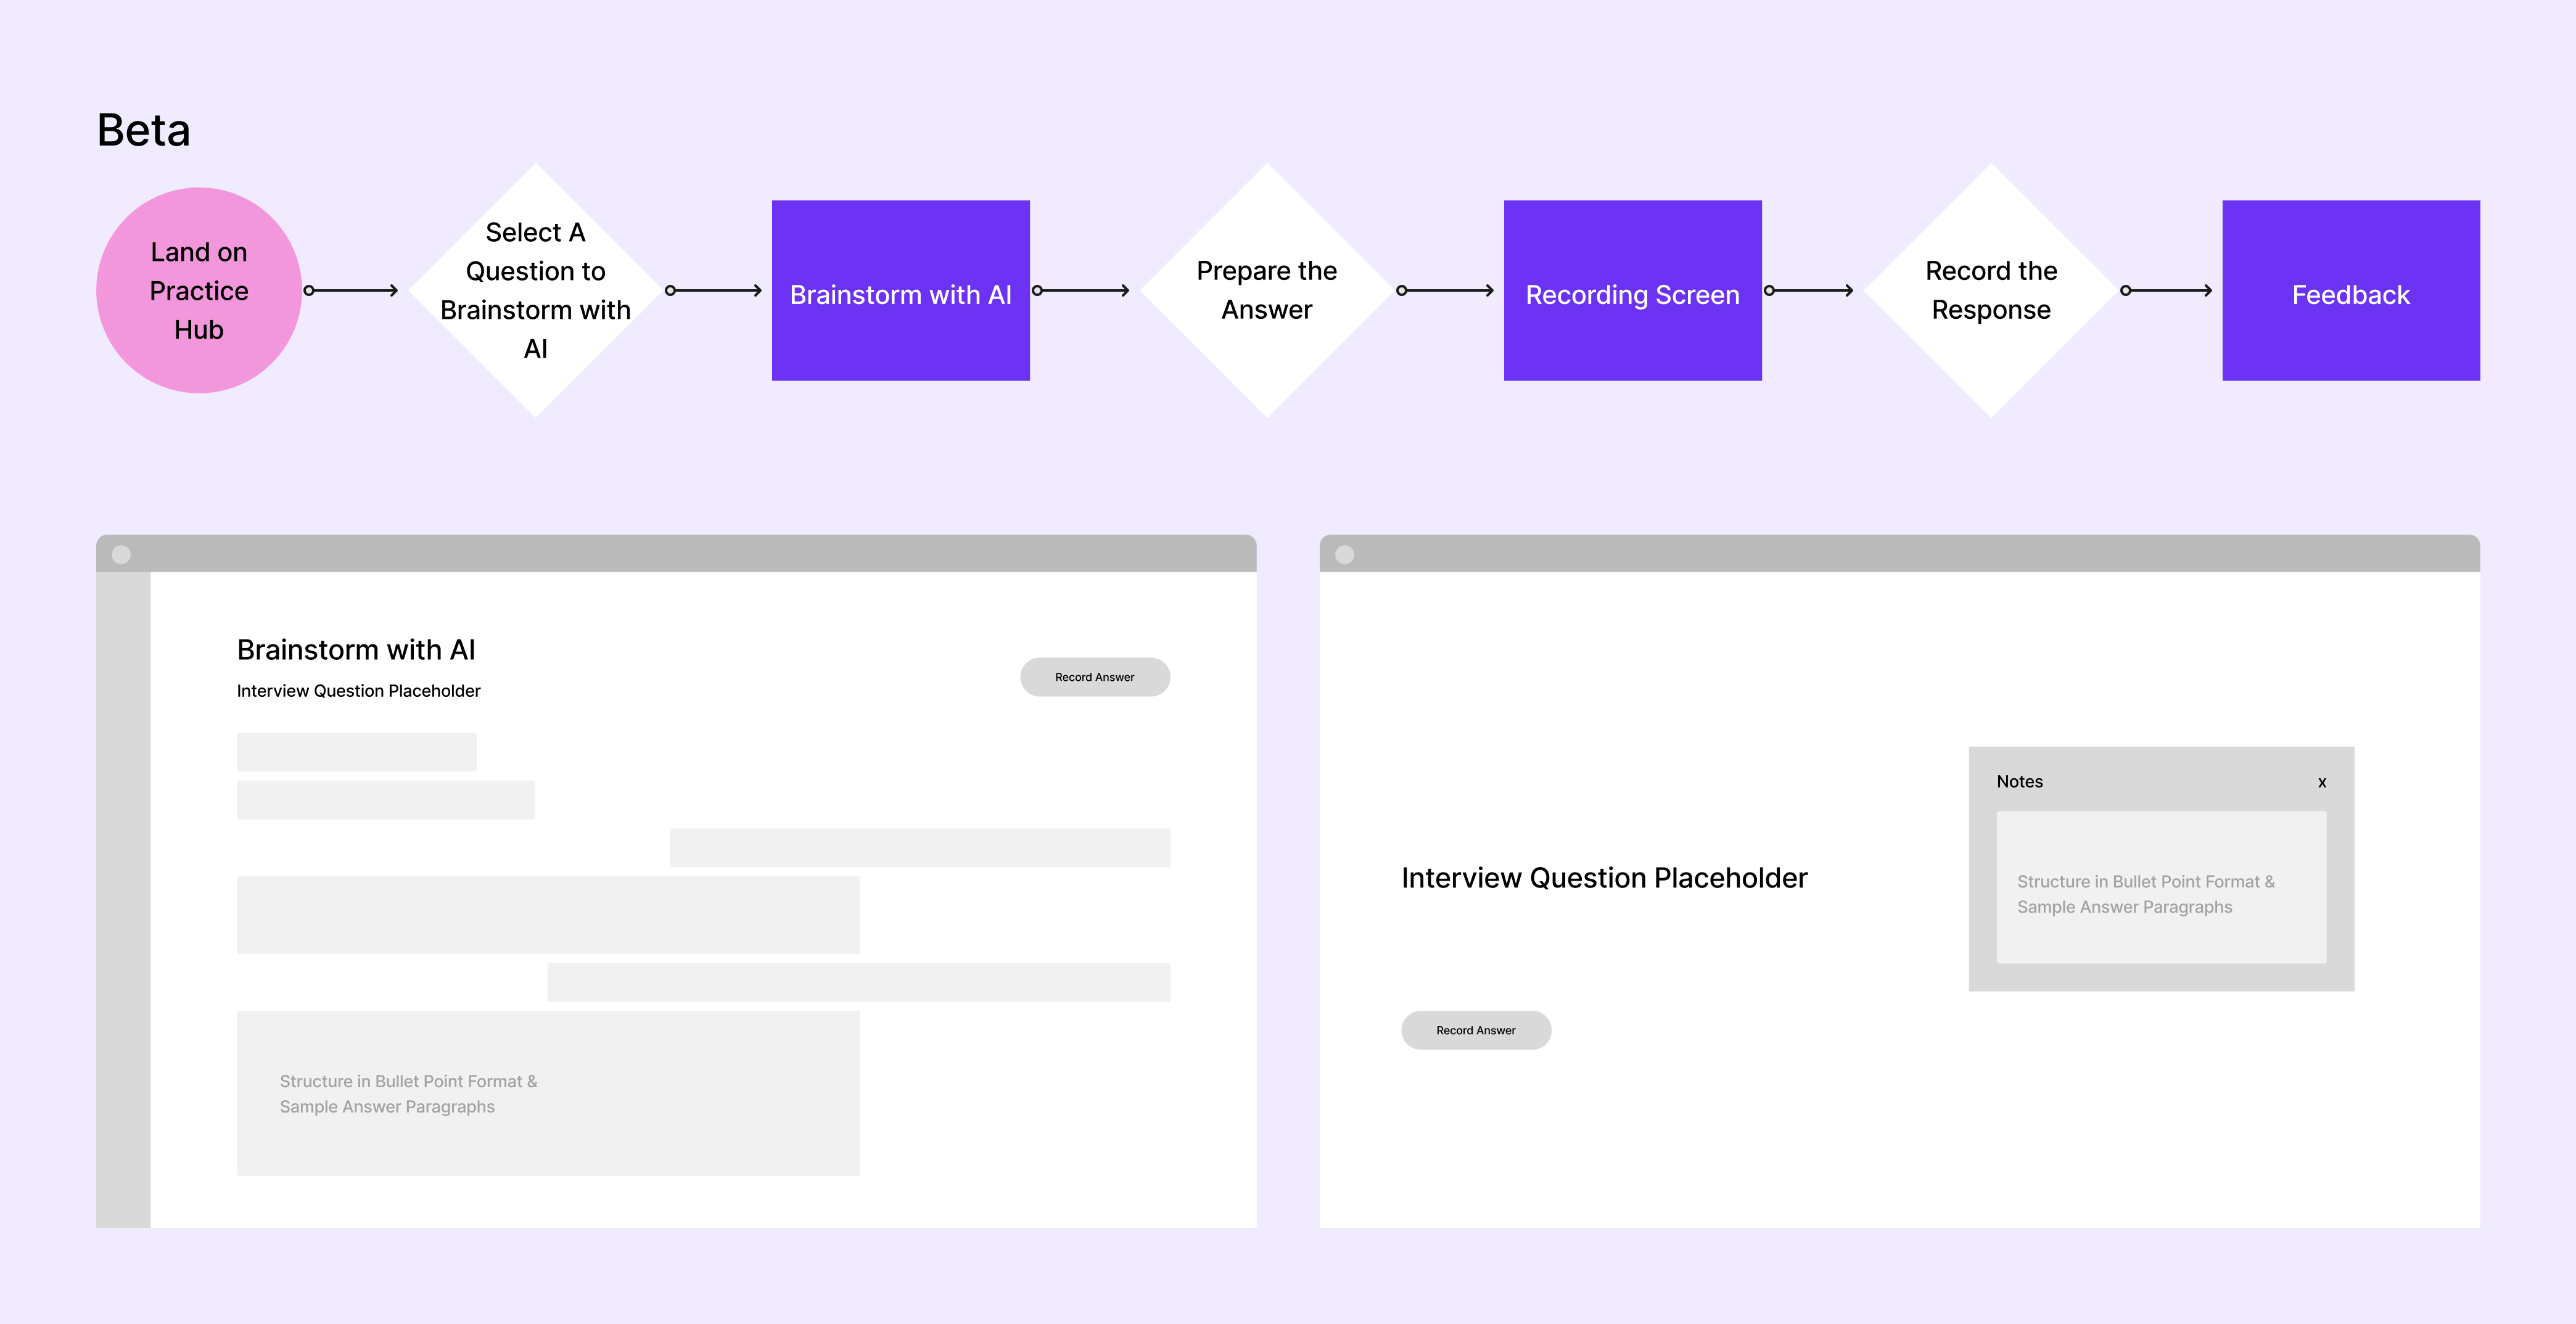 Beta
Land on
Practice
Hub
Select A
Question to
Brainstorm with
AI
Brainstorm with AI
Prepare the
Answer
Recording Screen
Record the
Response
Feedback
Brainstorm with AI
Interview Question Placeholder
Record Answer
Structure in Bullet Point Format &
Sample Answer Paragraphs
Interview Question Placeholder
Record Answer
Notes
x
Structure in Bullet Point Format &
Sample Answer Paragraphs